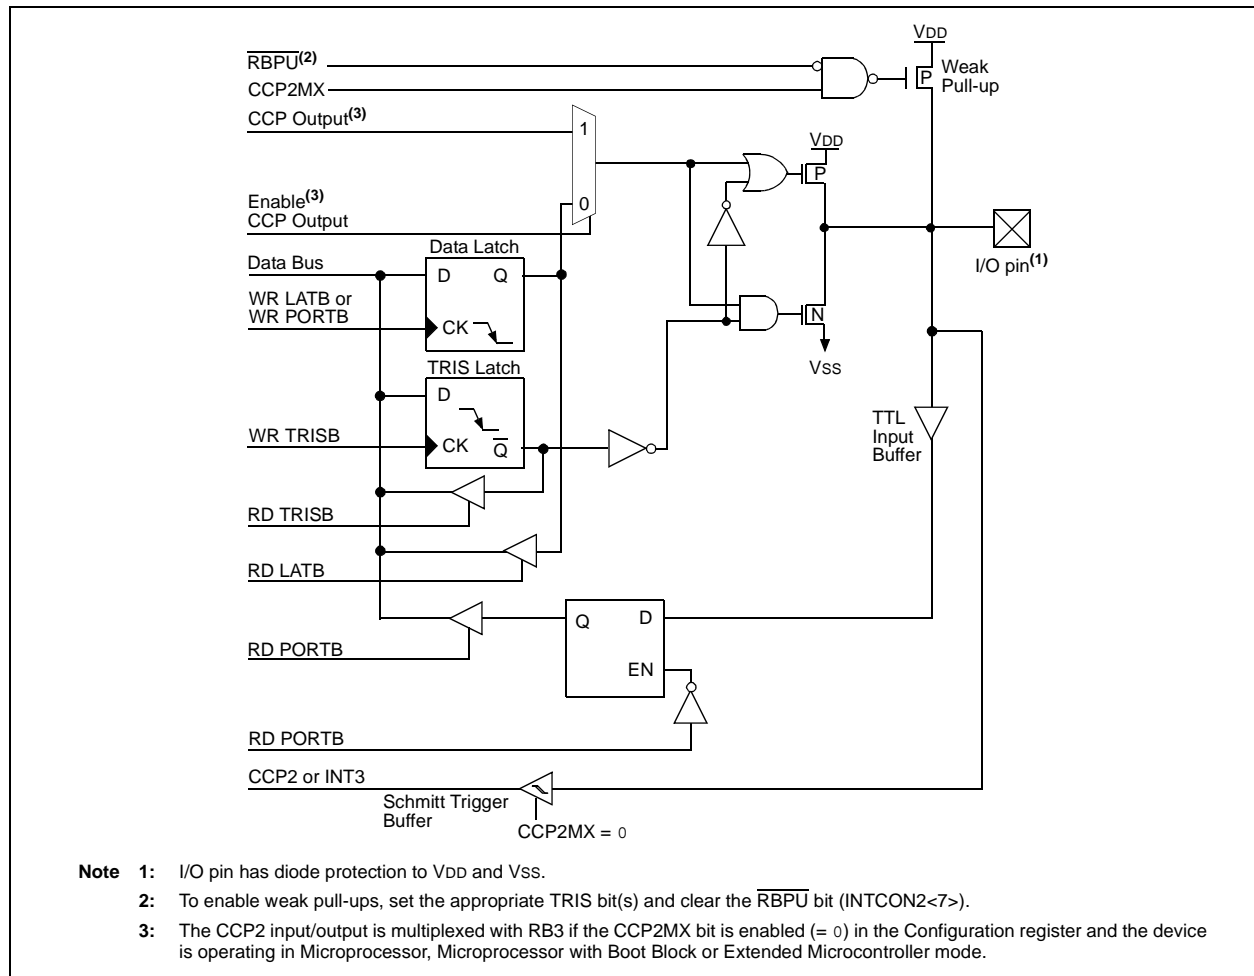 VDD
RBPU(2)
Weak
Pull-up
P
CCP2MX
CCP Output(3)
1
VDD
P
Enable(3)
CCP Output
0
Data Latch
I/O pin(1)
Data Bus
D Q
WR LATB or
WR PORTB
CK
N
VSS
TRIS Latch
D
TTL
Input
Buffer
WR TRISB
CK Q
RD TRISB
RD LATB
Q D
RD PORTB
EN
RD PORTB
CCP2 or INT3
Schmitt Trigger
Buffer
CCP2MX = 0
Note 1: I/O pin has diode protection to VDD and VSS.
2: To enable weak pull-ups, set the appropriate TRIS bit(s) and clear the RBPU bit (INTCON2<7>).
3: The CCP2 input/output is multiplexed with RB3 if the CCP2MX bit is enabled (= 0) in the Configuration register and the device
is operating in Microprocessor, Microprocessor with Boot Block or Extended Microcontroller mode.